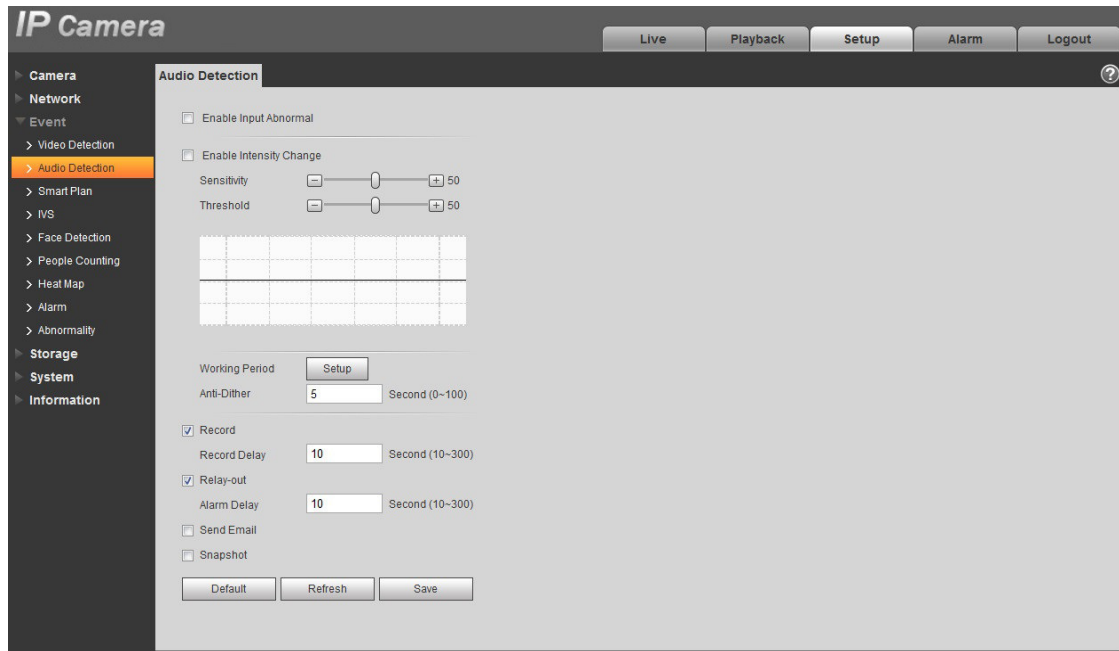 IP Camera
Live
Playback
Setup
Alarm
Logout
Camera
Network
Event
Video Detection
Audio Detection
Smart Plan
IVS
Face Detection
People Counting
Heat Map
Alarm
Abnormality
Storage
System
Information
Audio Detection
?
Enable Input Abnormal
Enable Intensity Change
Sensitivity 50
Threshold 50
Working Period Setup
Anti-Dither 5 Second (0~100)
Record
Record Delay 10 Second (10~300)
Relay-out
Alarm Delay 10 Second (10~300)
Send Email
Snapshot
Default Refresh Save